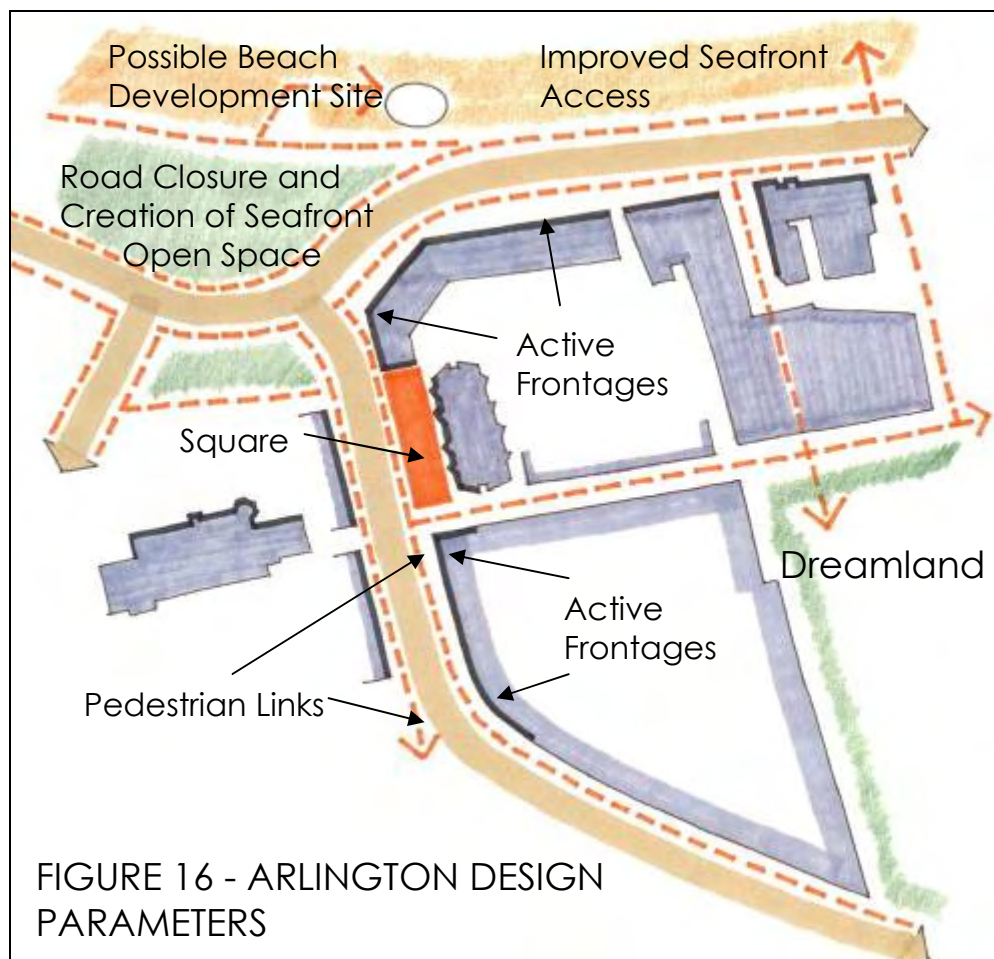 Possible Beach
Development Site
Improved Seafront
Access
Road Closure and
Creation of Seafront
Open Space
Active
Frontages
Square
Dreamland
Active
Frontages
Pedestrian Links
FIGURE 16 - ARLINGTON DESIGN
PARAMETERS